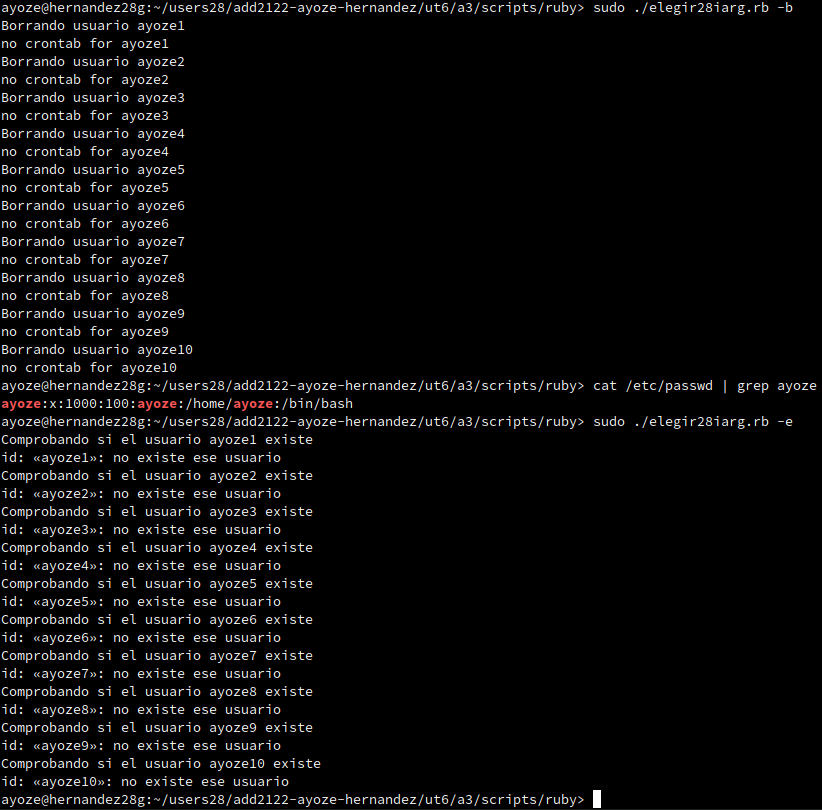 ayoze@hernandez28g:~/users28/add2122-ayoze-hernandez/ut6/a3/scripts/ruby> sudo ./elegir28iarg.rb -b
Borrando usuario ayoze1
no crontab for ayoze1
Borrando usuario ayoze2
no crontab for ayoze2
Borrando usuario ayoze3
no crontab for ayoze3
Borrando usuario ayoze4
no crontab for ayoze4
Borrando usuario ayoze5
no crontab for ayoze5
Borrando usuario ayoze6
no crontab for ayoze6
Borrando usuario ayoze7
no crontab for ayoze7
Borrando usuario ayoze8
no crontab for ayoze8
Borrando usuario ayoze9
no crontab for ayoze9
Borrando usuario ayoze10
no crontab for ayoze10
ayoze@hernandez28g:~/users28/add2122-ayoze-hernandez/ut6/a3/scripts/ruby> cat /etc/passwd | grep ayoze
ayoze:x:1000:100:ayoze:/home/ayoze:/bin/bash
ayoze@hernandez28g:~/users28/add2122-ayoze-hernandez/ut6/a3/scripts/ruby> sudo ./elegir28iarg.rb -e
Comprobando si el usuario ayoze1 existe
id: «ayoze1»: no existe ese usuario
Comprobando si el usuario ayoze2 existe
id: «ayoze2»: no existe ese usuario
Comprobando si el usuario ayoze3 existe
id: «ayoze3»: no existe ese usuario
Comprobando si el usuario ayoze4 existe
id: «ayoze4»: no existe ese usuario
Comprobando si el usuario ayoze5 existe
id: «ayoze5»: no existe ese usuario
Comprobando si el usuario ayoze6 existe
id: «ayoze6»: no existe ese usuario
Comprobando si el usuario ayoze7 existe
id: «ayoze7»: no existe ese usuario
Comprobando si el usuario ayoze8 existe
id: «ayoze8»: no existe ese usuario
Comprobando si el usuario ayoze9 existe
id: «ayoze9»: no existe ese usuario
Comprobando si el usuario ayoze10 existe
id: «ayoze10»: no existe ese usuario
ayoze@hernandez28g:~/users28/add2122-ayoze-hernandez/ut6/a3/scripts/ruby>